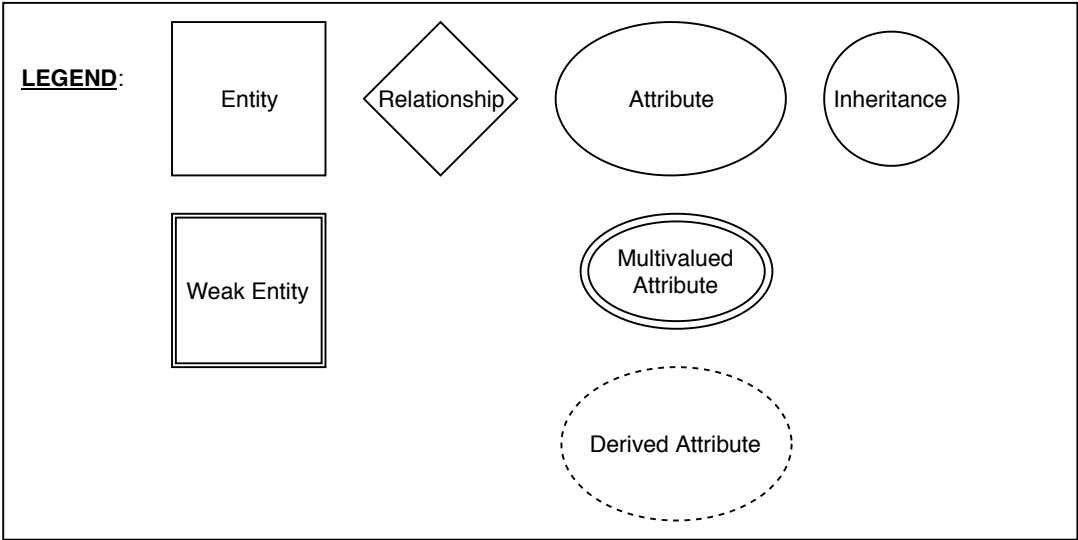 LEGEND:
Entity
Relationship
Attribute
Inheritance
Weak Entity
Multivalued
Attribute
Derived Attribute